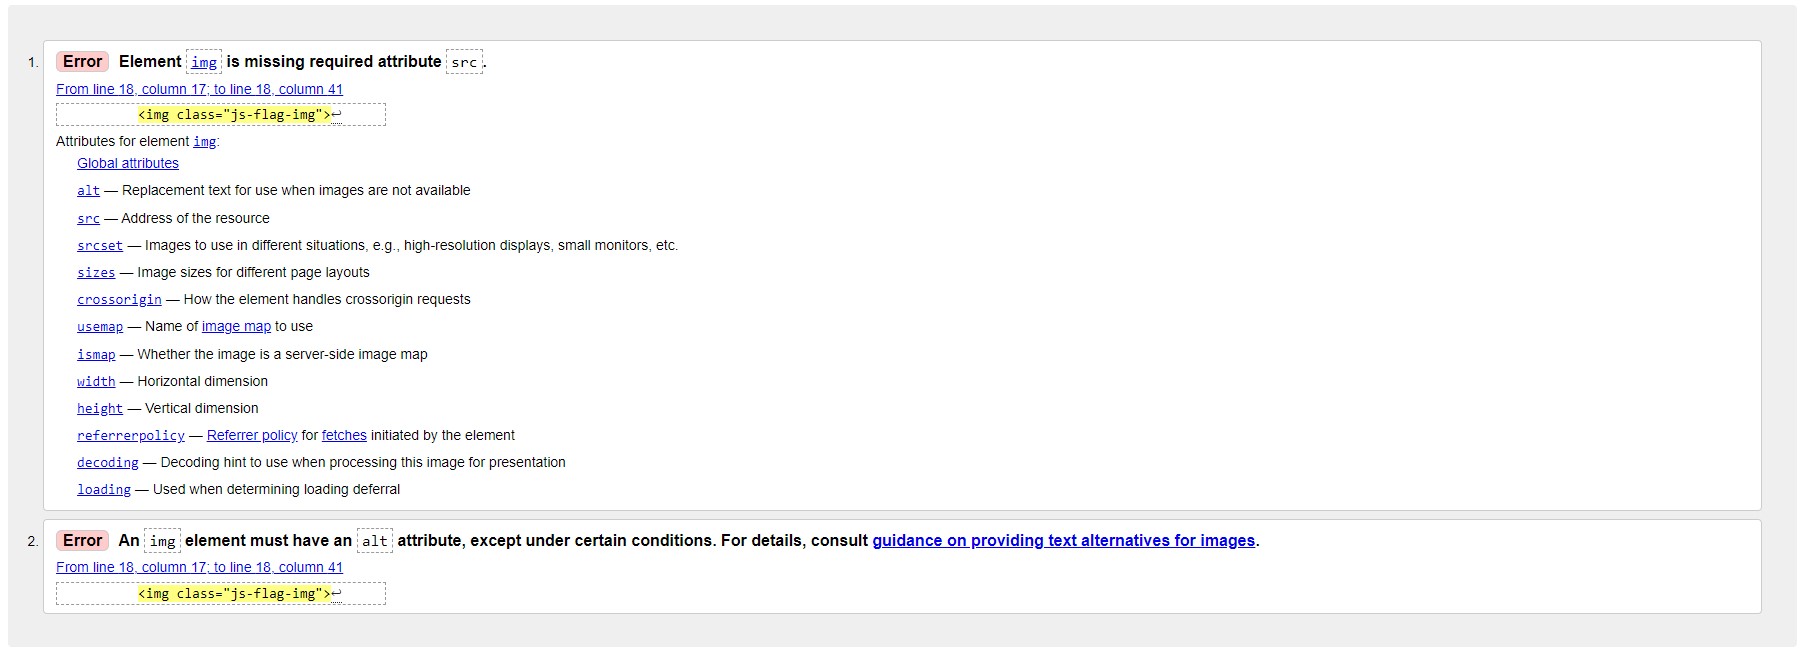 1. Error Element img is missing required attribute src.
From line 18, column 17; to line 18, column 41
<img class="js-flag-img">↩
Attributes for element img:
Global attributes
alt — Replacement text for use when images are not available
src — Address of the resource
srcset — Images to use in different situations, e.g., high-resolution displays, small monitors, etc.
sizes — Image sizes for different page layouts
crossorigin — How the element handles crossorigin requests
usemap — Name of image map to use
ismap — Whether the image is a server-side image map
width — Horizontal dimension
height — Vertical dimension
referrerpolicy — Referrer policy for fetches initiated by the element
decoding — Decoding hint to use when processing this image for presentation
loading — Used when determining loading deferral
2. Error An img element must have an alt attribute, except under certain conditions. For details, consult guidance on providing text alternatives for images.
From line 18, column 17; to line 18, column 41
<img class="js-flag-img">↩